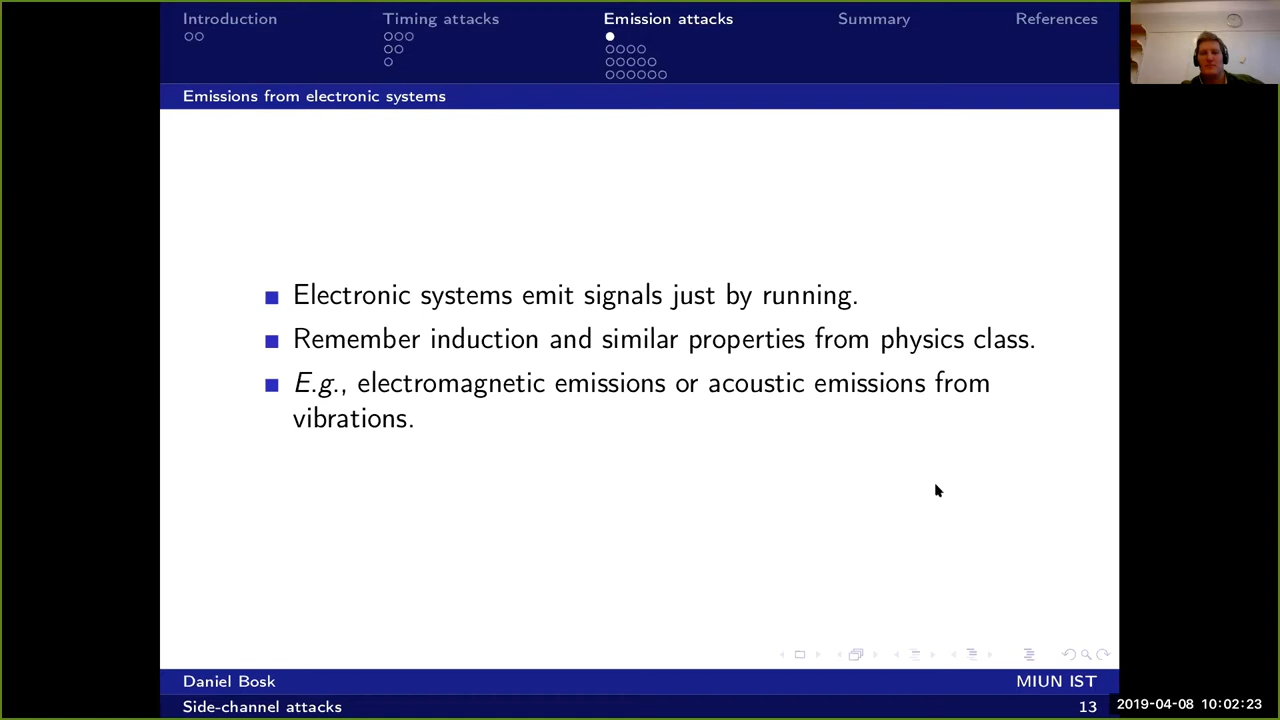 Introduction Timing attacks Emission attacks Summary References
Emissions from electronic systems
Electronic systems emit signals just by running.
Remember induction and similar properties from physics class.
E.g., electromagnetic emissions or acoustic emissions from
vibrations.
Daniel Bosk MIUN IST
Side-channel attacks 13
2019-04-08 10:02:23